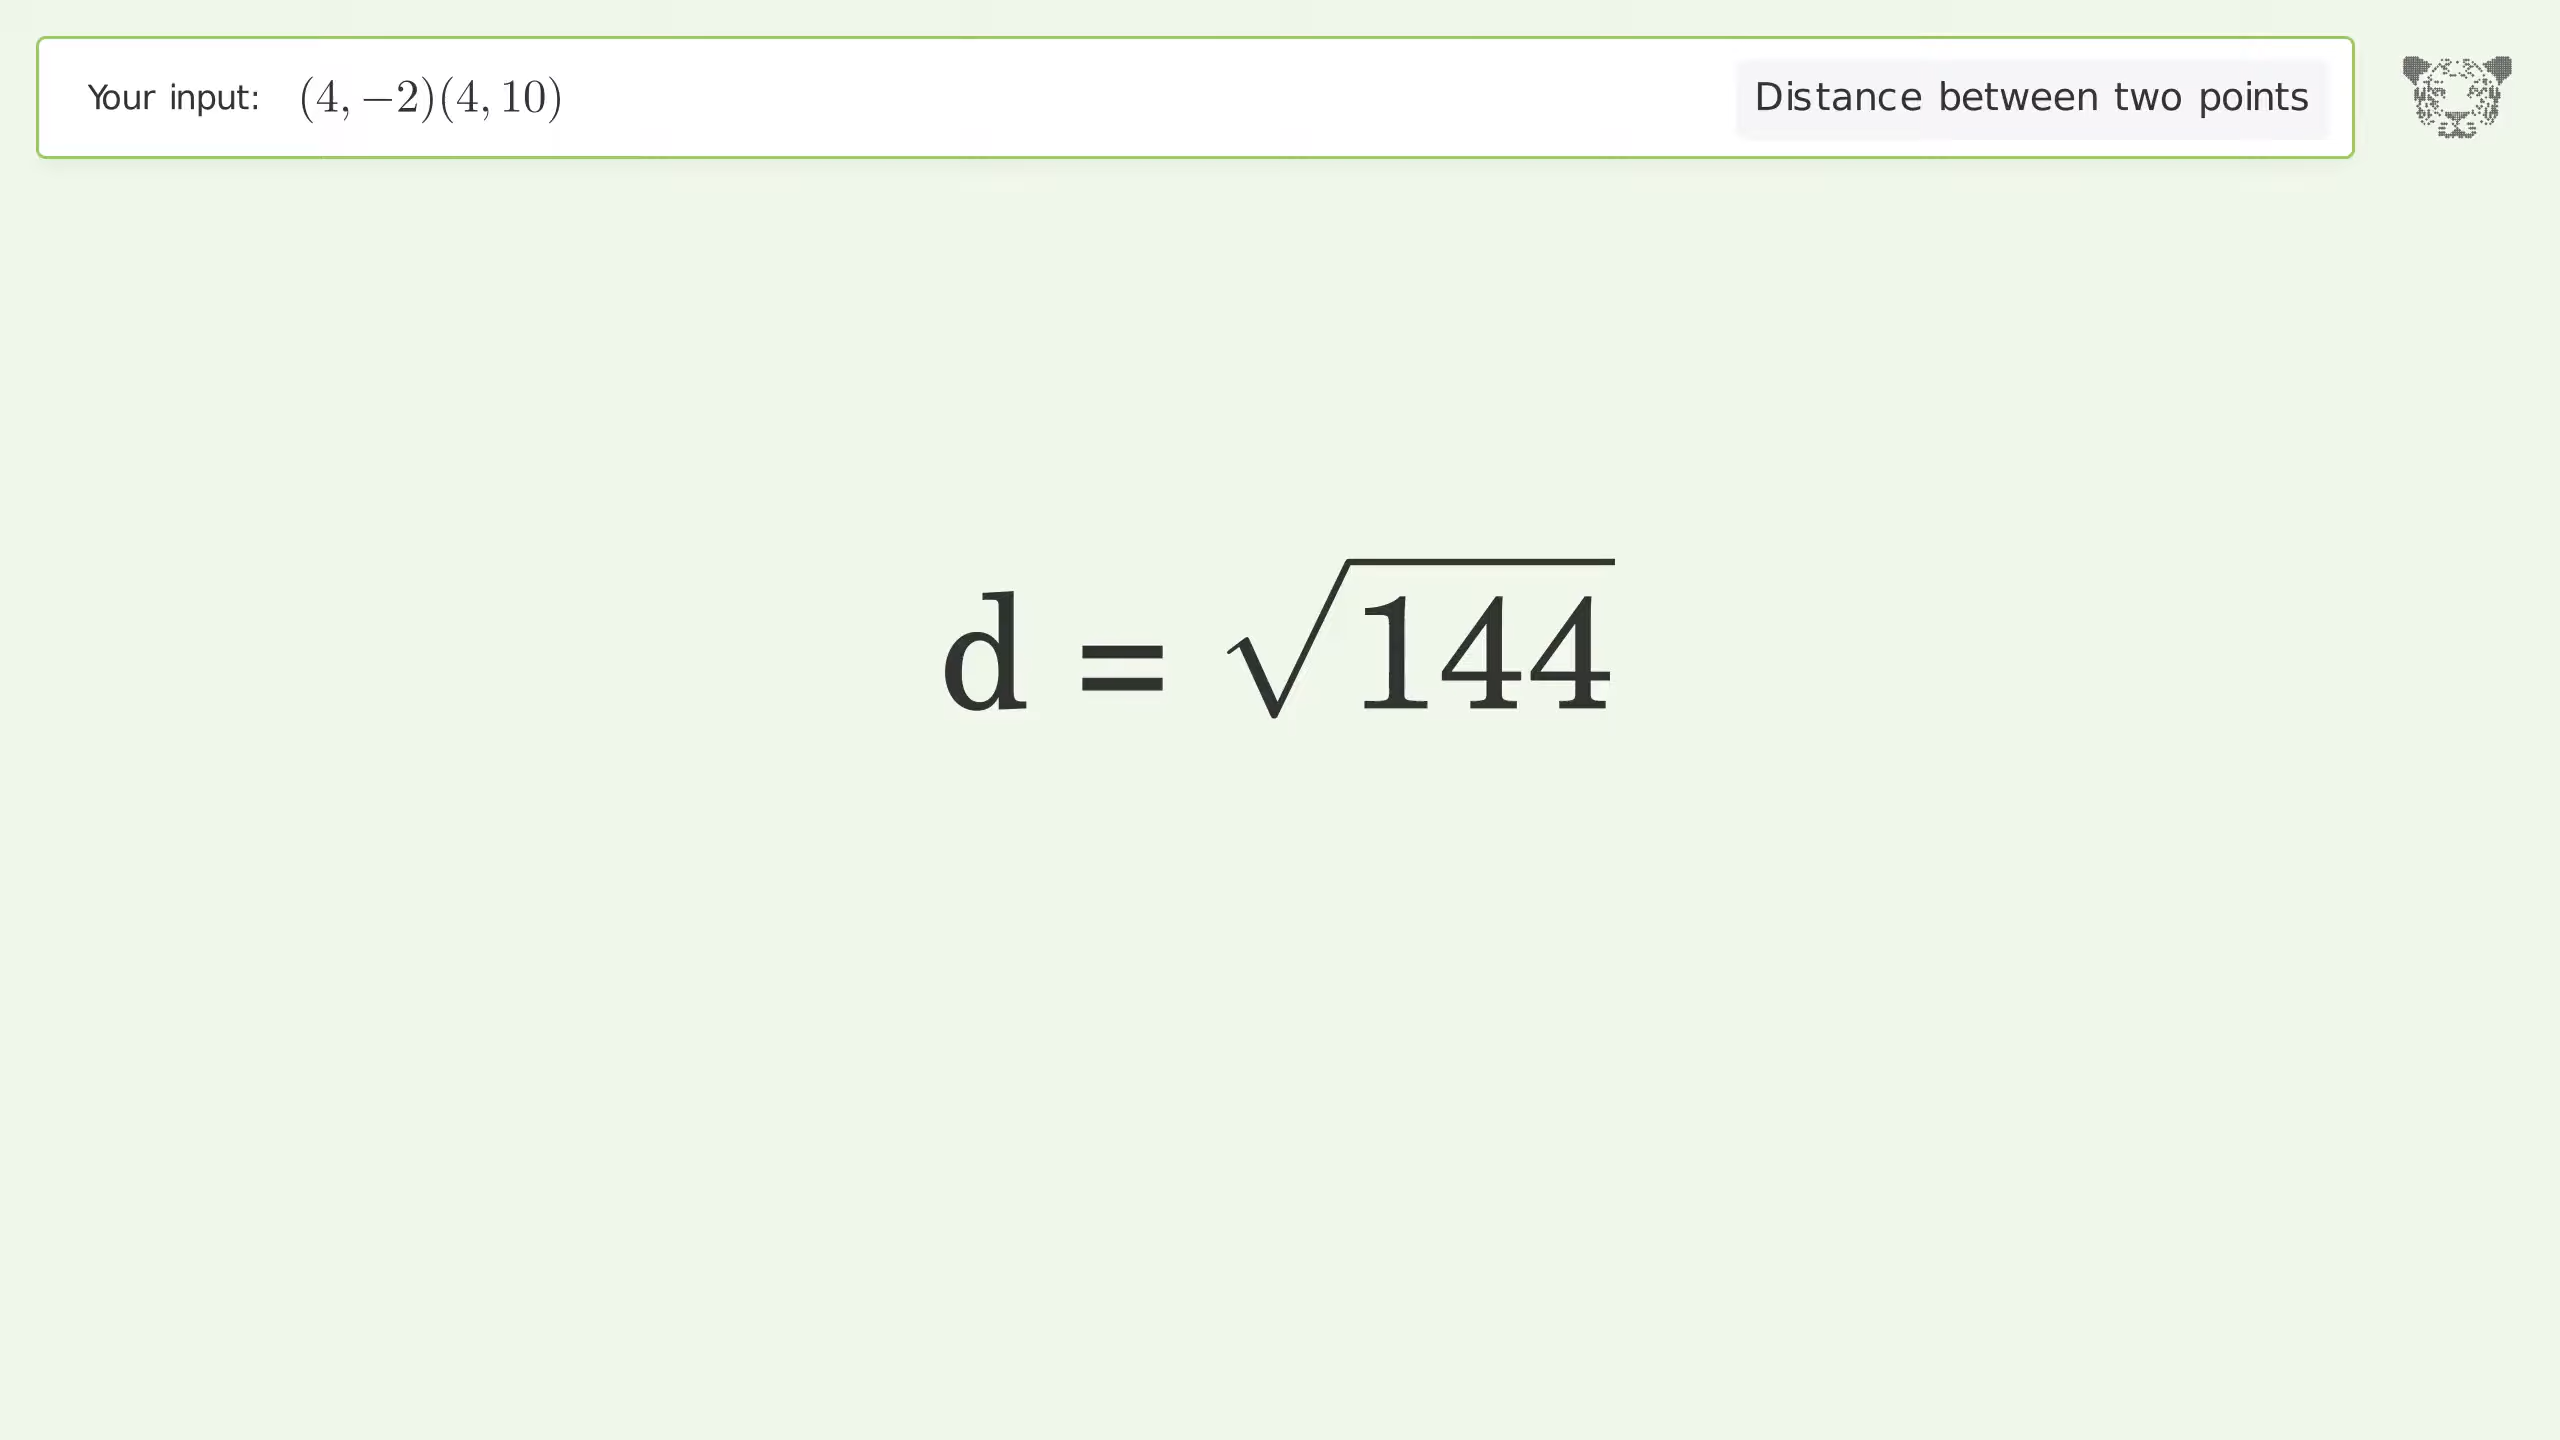 Your input: (4, −2)(4, 10)
Distance between two points
d = √144